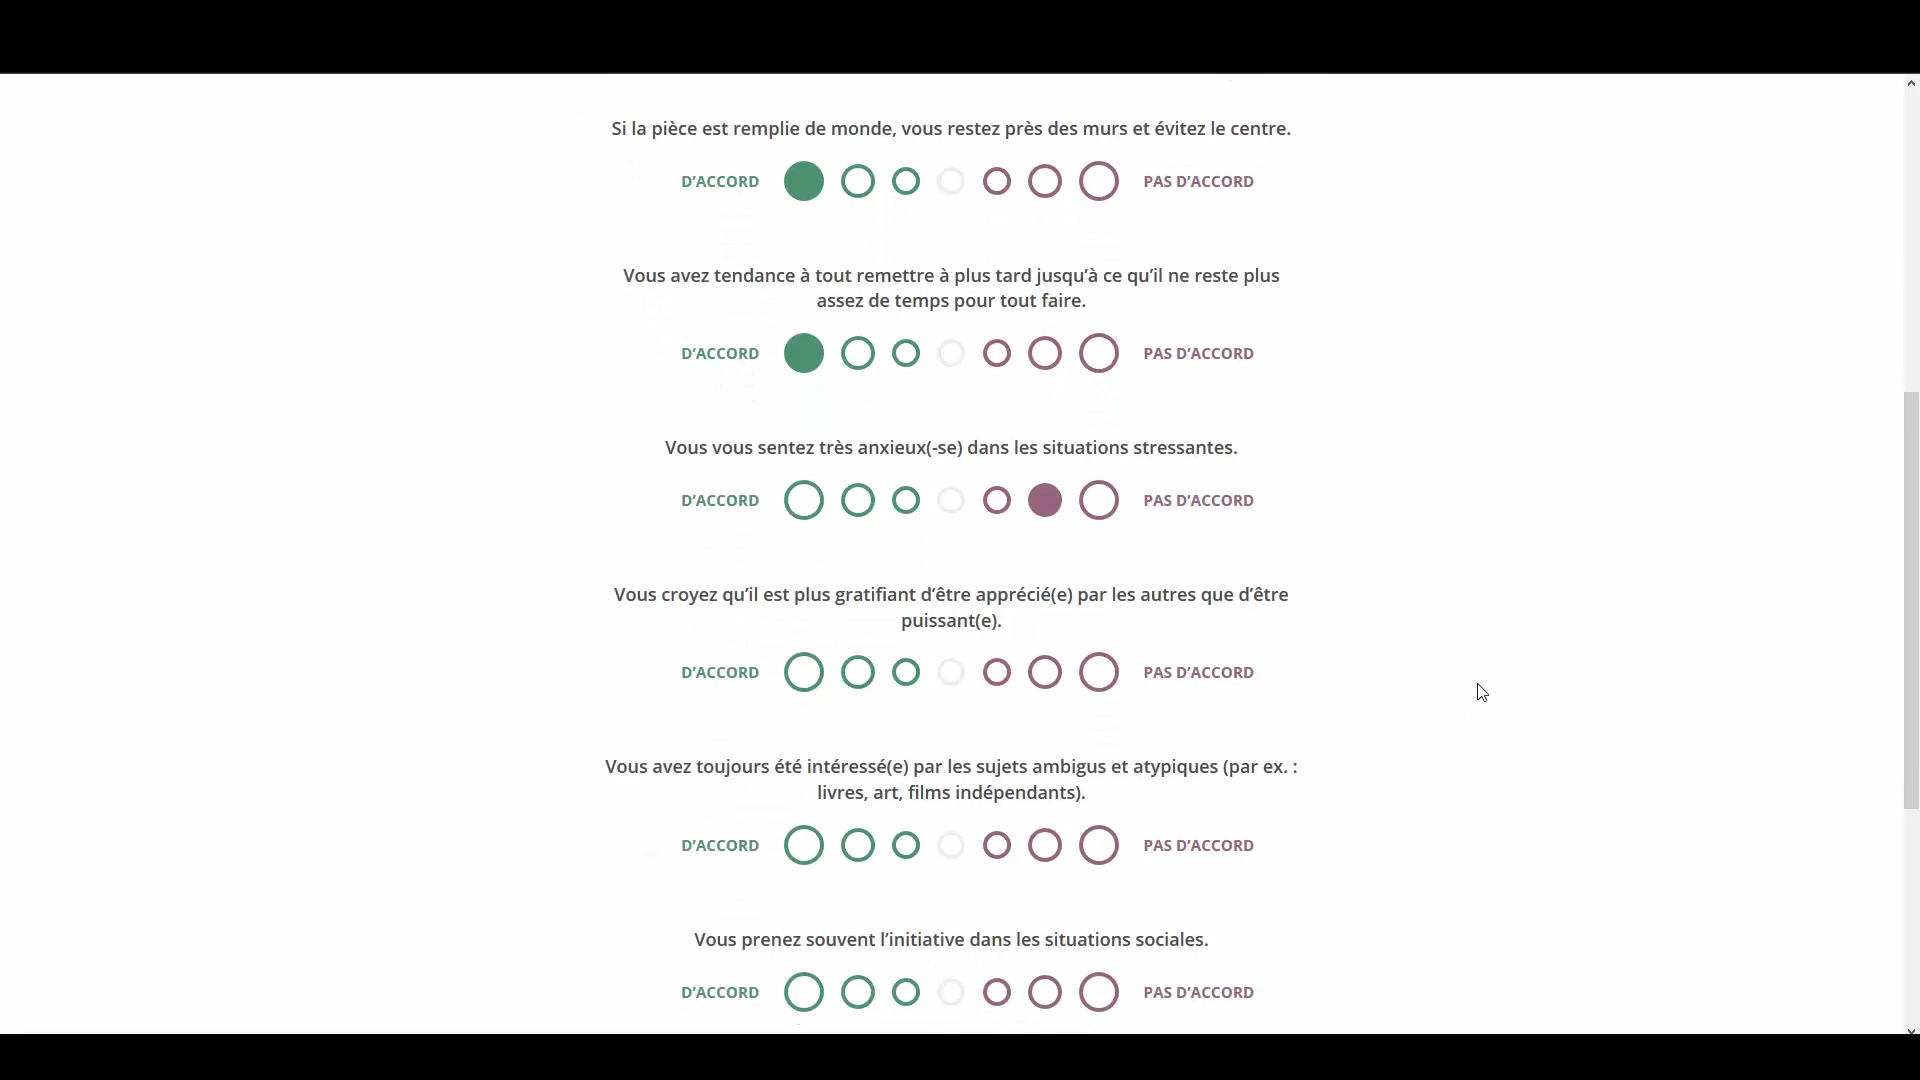 Si la pièce est remplie de monde, vous restez près des murs et évitez le centre.
D’ACCORD PAS D’ACCORD
Vous avez tendance à tout remettre à plus tard jusqu’à ce qu’il ne reste plus
assez de temps pour tout faire.
D’ACCORD PAS D’ACCORD
Vous vous sentez très anxieux(-se) dans les situations stressantes.
D’ACCORD PAS D’ACCORD
Vous croyez qu’il est plus gratifiant d’être apprécié(e) par les autres que d’être
puissant(e).
D’ACCORD PAS D’ACCORD
Vous avez toujours été intéressé(e) par les sujets ambigus et atypiques (par ex. :
livres, art, films indépendants).
D’ACCORD PAS D’ACCORD
Vous prenez souvent l’initiative dans les situations sociales.
D’ACCORD PAS D’ACCORD